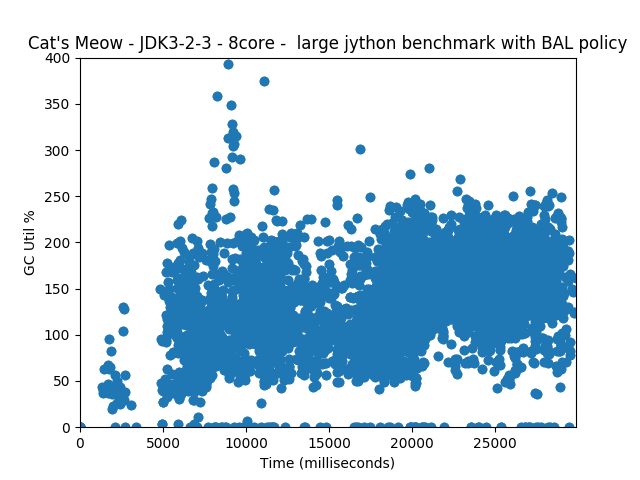 Cat's Meow - JDK3-2-3 - 8core -  large jython benchmark with BAL policy
400
350
300
250
200
150
100
50
0
GC Util %
0 5000 10000 15000 20000 25000
Time (milliseconds)